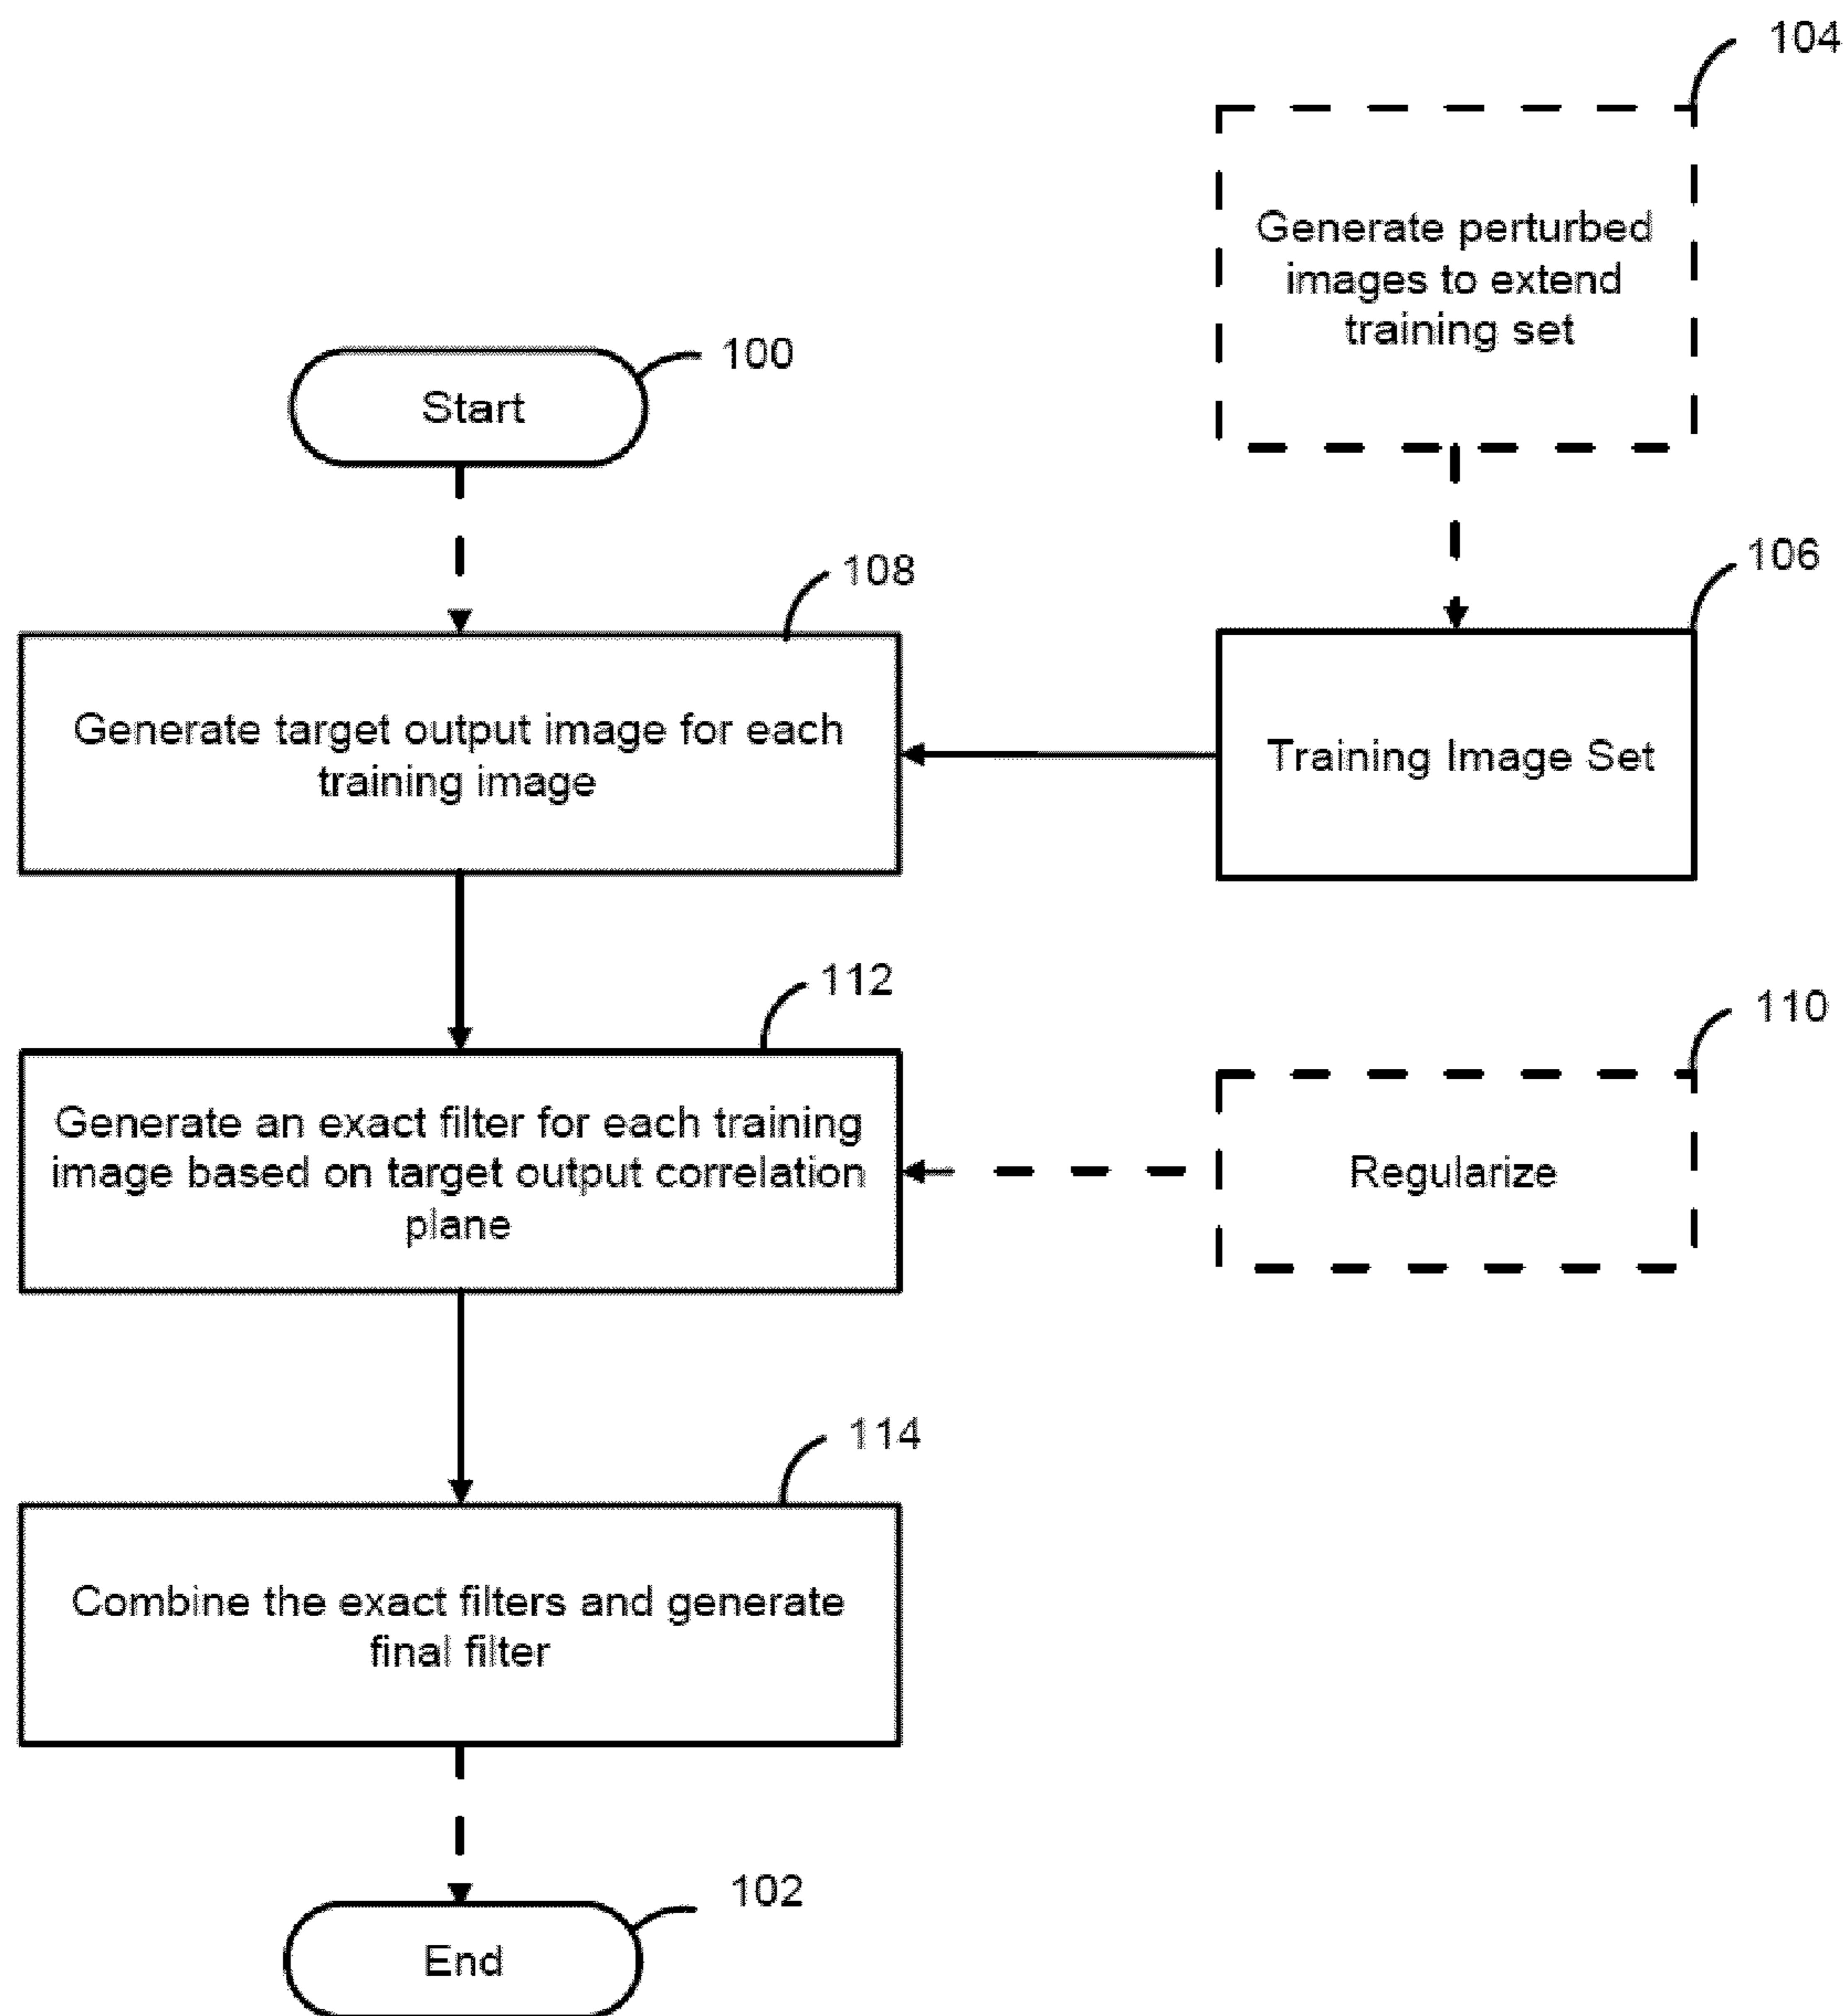 104
Generate perturbed
images to extend
training set
100
Start
108
106
Generate target output image for each
training image
Training Image Set
112
110
Generate an exact filter for each training
image based on target output correlation
plane
Regularize
114
Combine the exact filters and generate
final filter
102
End